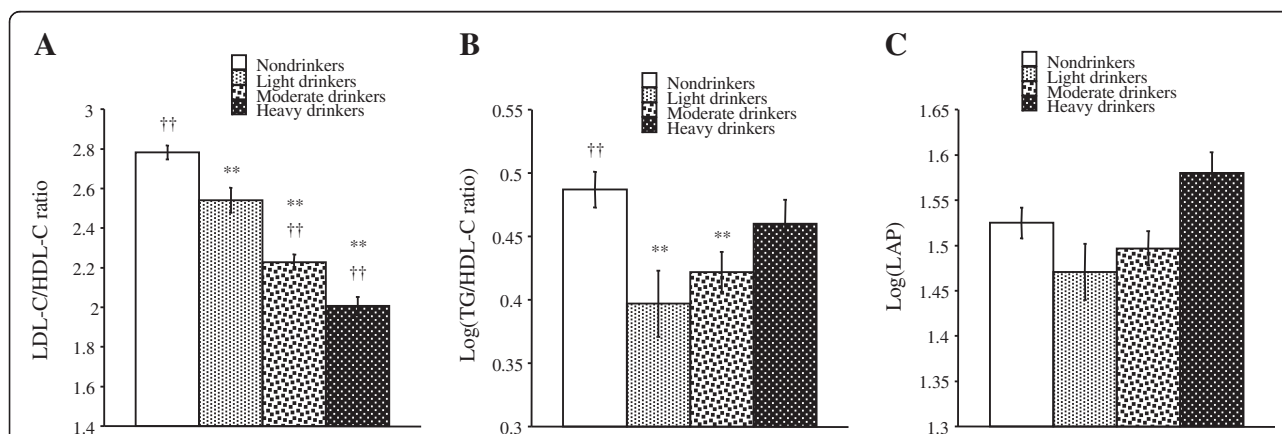 A
Nondrinkers
Light drinkers
Moderate drinkers
Heavy drinkers
LDL-C/HDL-C ratio
3
2.8
2.6
2.4
2.2
2
1.8
1.6
1.4
††
**
**
††
**
††
B
Nondrinkers
Light drinkers
Moderate drinkers
Heavy drinkers
Log(TG/HDL-C ratio)
0.55
0.5
0.45
0.4
0.35
0.3
††
**
**
C
Nondrinkers
Light drinkers
Moderate drinkers
Heavy drinkers
Log(LAP)
1.65
1.6
1.55
1.5
1.45
1.4
1.35
1.3